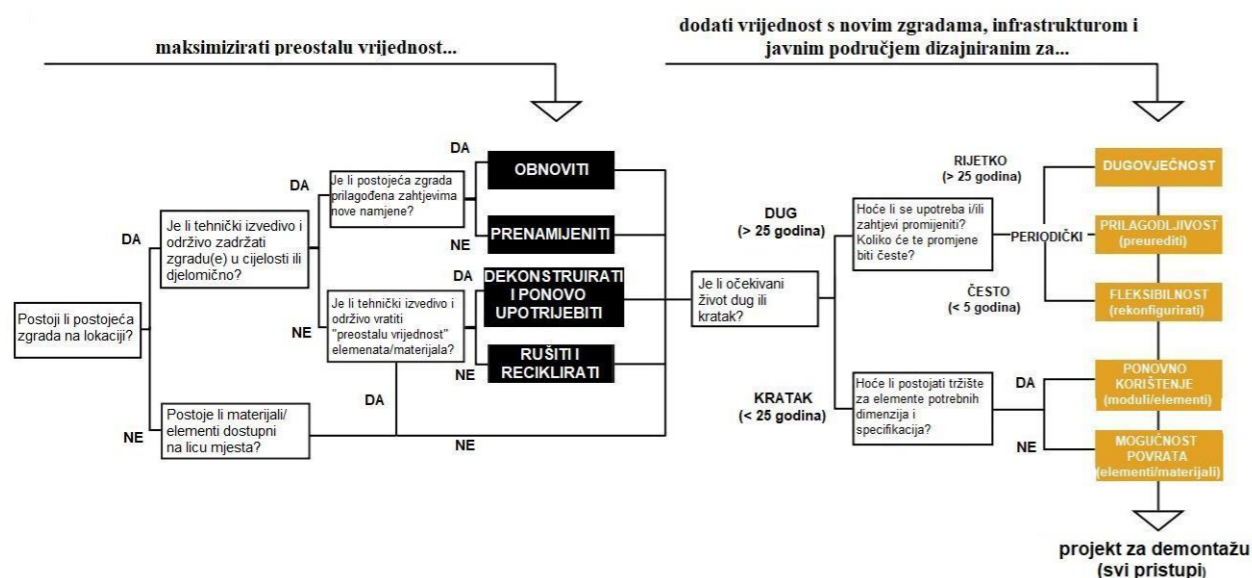 maksimizirati preostalu vrijednost...
dodati vrijednost s novim zgradama, infrastrukturom i
javnim područjem dizajniranim za...
Postoji li postojeća
zgrada na lokaciji?
DA
NE
Je li tehnički izvedivo i
održivo zadržati
zgradu(e) u cijelosti ili
djelomično?
Postoje li materijali/
elementi dostupni
na licu mjesta?
DA
NE
Je li postojeća zgrada
prilagođena zahtjevima
nove namjene?
Je li tehnički izvedivo i
održivo vratiti
"preostalu vrijednost"
elemenata/materijala?
DA
NE
DA
NE
DA
NE
OBNOVITI
PRENAMIJENITI
DEKONSTRUIRATI
I PONOVO
UPOTRIJEBITI
RUŠITI I
RECIKLIRATI
DA
NE
Je li očekivani
život dug ili
kratak?
DUG
(> 25 godina)
KRATAK
(< 25 godina)
Hoće li se upotreba i/ili
zahtjevi promijeniti?
Koliko će te promjene
biti česte?
Hoće li postojati tržište
za elemente potrebnih
dimenzija i
specifikacija?
RIJETKO
(> 25 godina)
PERIODIČKI
ČESTO
(< 5 godina)
DA
NE
DUGOVJEČNOST
PRILAGODLJIVOST
(preurediti)
FLEKSIBILNOST
(rekonfigurirati)
PONOVNO
KORIŠTENJE
(moduli/elementi)
MOGUĆNOST
POVRATA
(elementi/materijali)
projekt za demontažu
(svi pristupi)